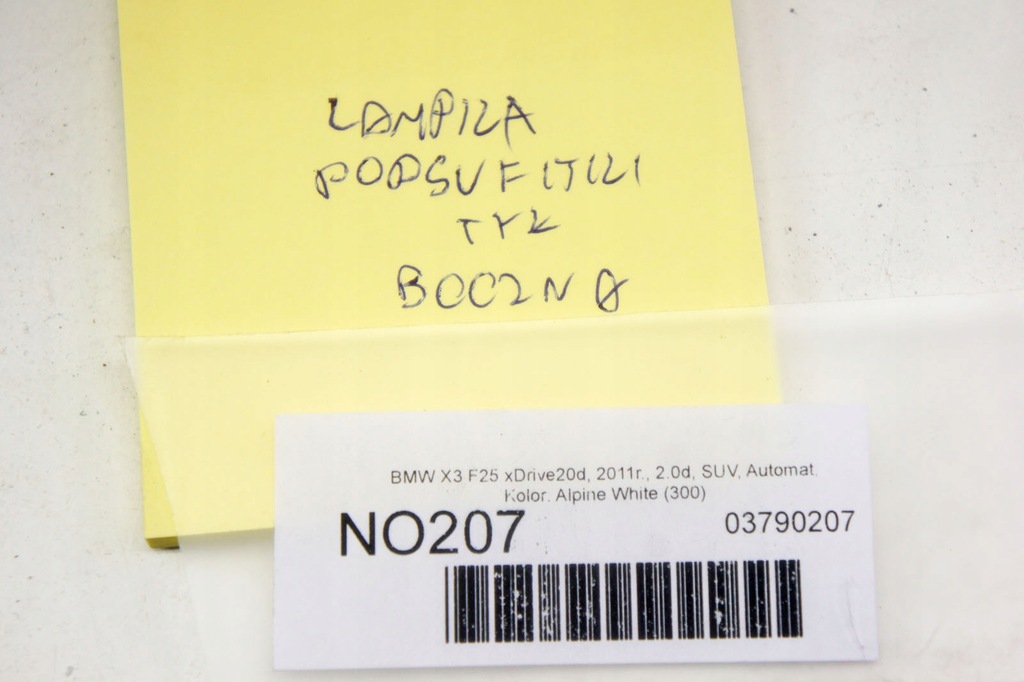 LAMPKA
PODSUFITKI
TYŁ
BOCZNA
BMW X3 F25 xDrive20d, 2011r., 2.0d, SUV, Automat.
Kolor. Alpine White (300)
NO207
03790207